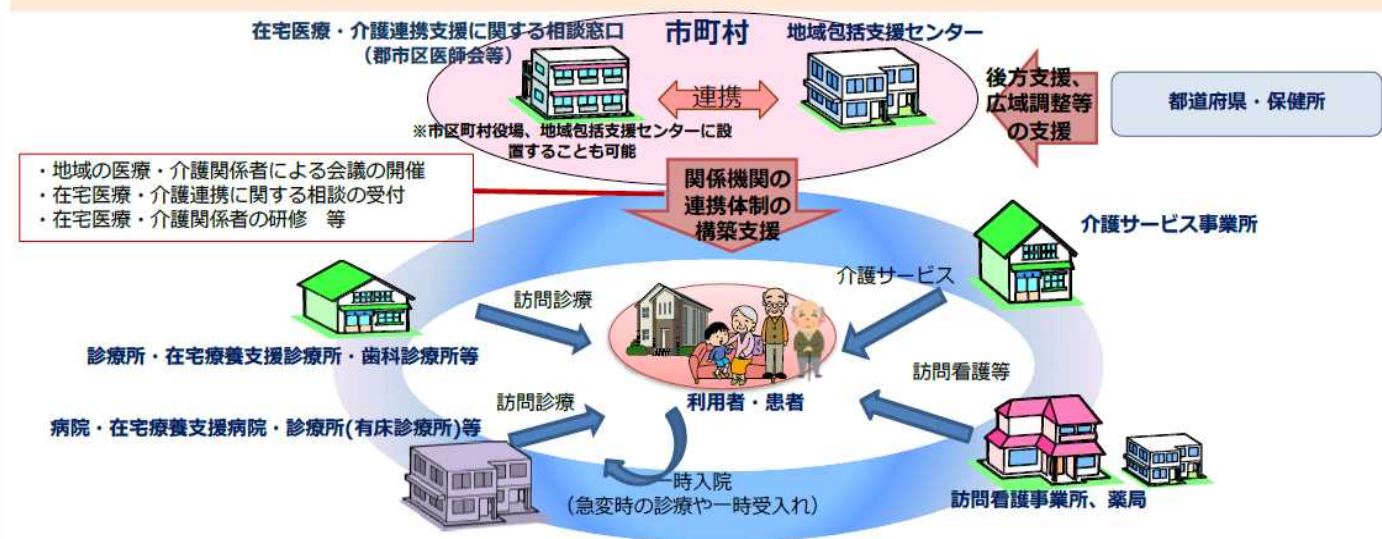 在宅医療・介護連携支援に関する相談窓口
（郡市区医師会等）
市町村
地域包括支援センター
連携
※市区町村役場、地域包括支援センターに設
置することも可能
後方支援、
広域調整等
の支援
都道府県・保健所
・地域の医療・介護関係者による会議の開催
・在宅医療・介護連携に関する相談の受付
・在宅医療・介護関係者の研修　等
関係機関の
連携体制の
構築支援
介護サービス事業所
訪問診療
介護サービス
診療所・在宅療養支援診療所・歯科診療所等
利用者・患者
訪問看護等
訪問診療
病院・在宅療養支援病院・診療所(有床診療所)等
一時入院
（急変時の診療や一時受入れ）
訪問看護事業所、薬局